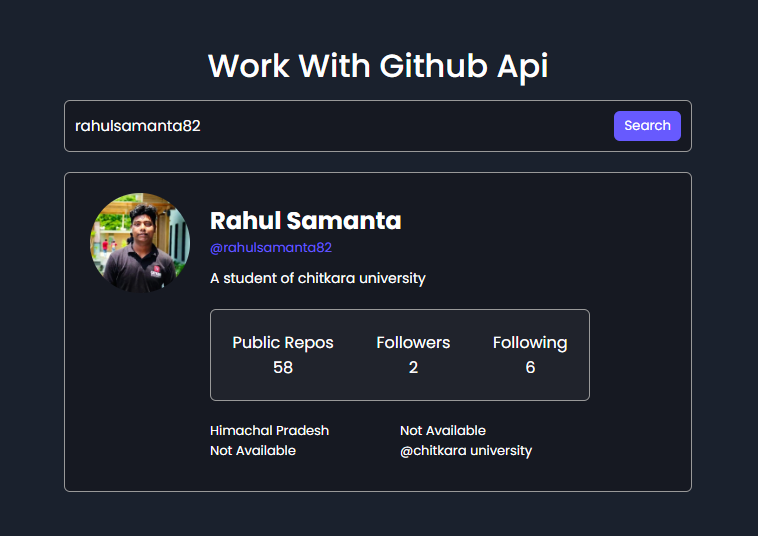 Work With Github Api
rahulsamanta82
Search
Rahul Samanta
@rahulsamanta82
A student of chitkara university
Public Repos Followers Following
58 2 6
Himachal Pradesh Not Available
Not Available @chitkara university